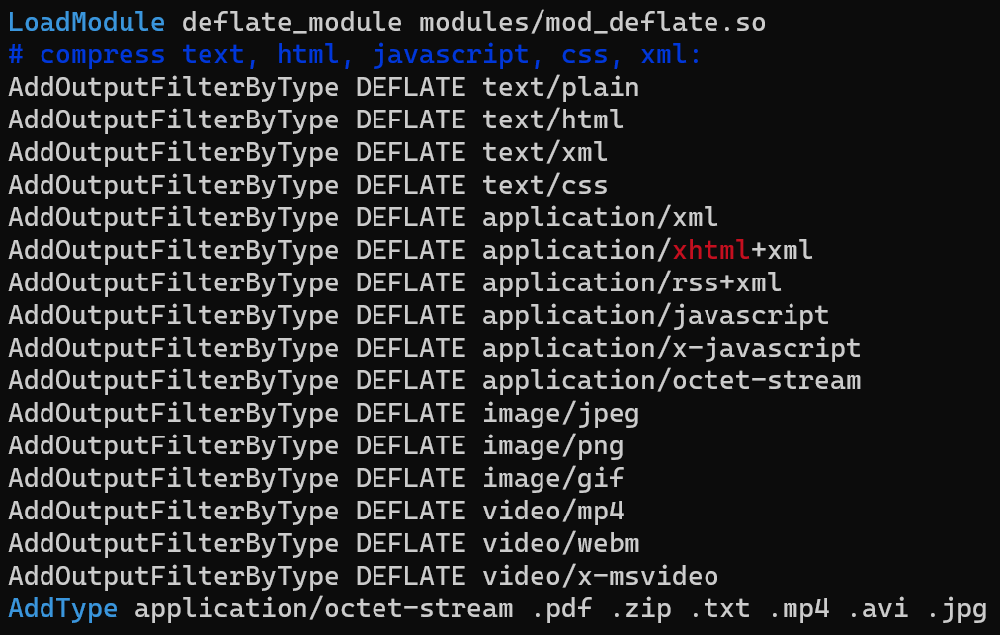 LoadModule deflate_module modules/mod_deflate.so
# compress text, html, javascript, css, xml:
AddOutputFilterByType DEFLATE text/plain
AddOutputFilterByType DEFLATE text/html
AddOutputFilterByType DEFLATE text/xml
AddOutputFilterByType DEFLATE text/css
AddOutputFilterByType DEFLATE application/xml
AddOutputFilterByType DEFLATE application/xhtml+xml
AddOutputFilterByType DEFLATE application/rss+xml
AddOutputFilterByType DEFLATE application/javascript
AddOutputFilterByType DEFLATE application/x-javascript
AddOutputFilterByType DEFLATE application/octet-stream
AddOutputFilterByType DEFLATE image/jpeg
AddOutputFilterByType DEFLATE image/png
AddOutputFilterByType DEFLATE image/gif
AddOutputFilterByType DEFLATE video/mp4
AddOutputFilterByType DEFLATE video/webm
AddOutputFilterByType DEFLATE video/x-msvideo
AddType application/octet-stream .pdf .zip .txt .mp4 .avi .jpg